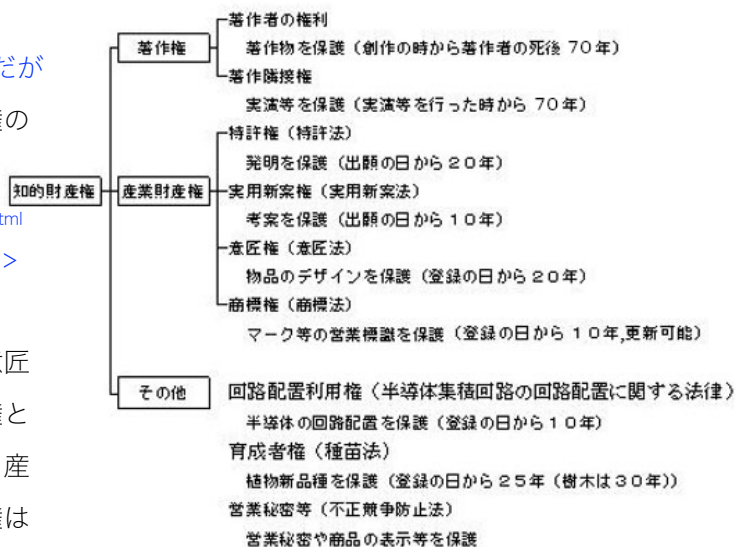 だが
権の
tml
>
意匠
権と
産
権は
知的財産権
著作権
著作者の権利
著作物を保護（創作の時から著作者の死後 70年）
著作隣接権
実演等を保護（実演等を行った時から 70年）
産業財産権
特許権（特許法）
発明を保護（出願の日から２０年）
実用新案権（実用新案法）
考案を保護（出願の日から１０年）
意匠権（意匠法）
物品のデザインを保護（登録の日から２０年）
商標権（商標法）
マーク等の営業標識を保護（登録の日から １０年,更新可能）
その他
回路配置利用権（半導体集積回路の回路配置に関する法律）
半導体の回路配置を保護（登録の日から１０年）
育成者権（種苗法）
植物新品種を保護（登録の日から２５年（樹木は３０年））
営業秘密等（不正競争防止法）
営業秘密や商品の表示等を保護